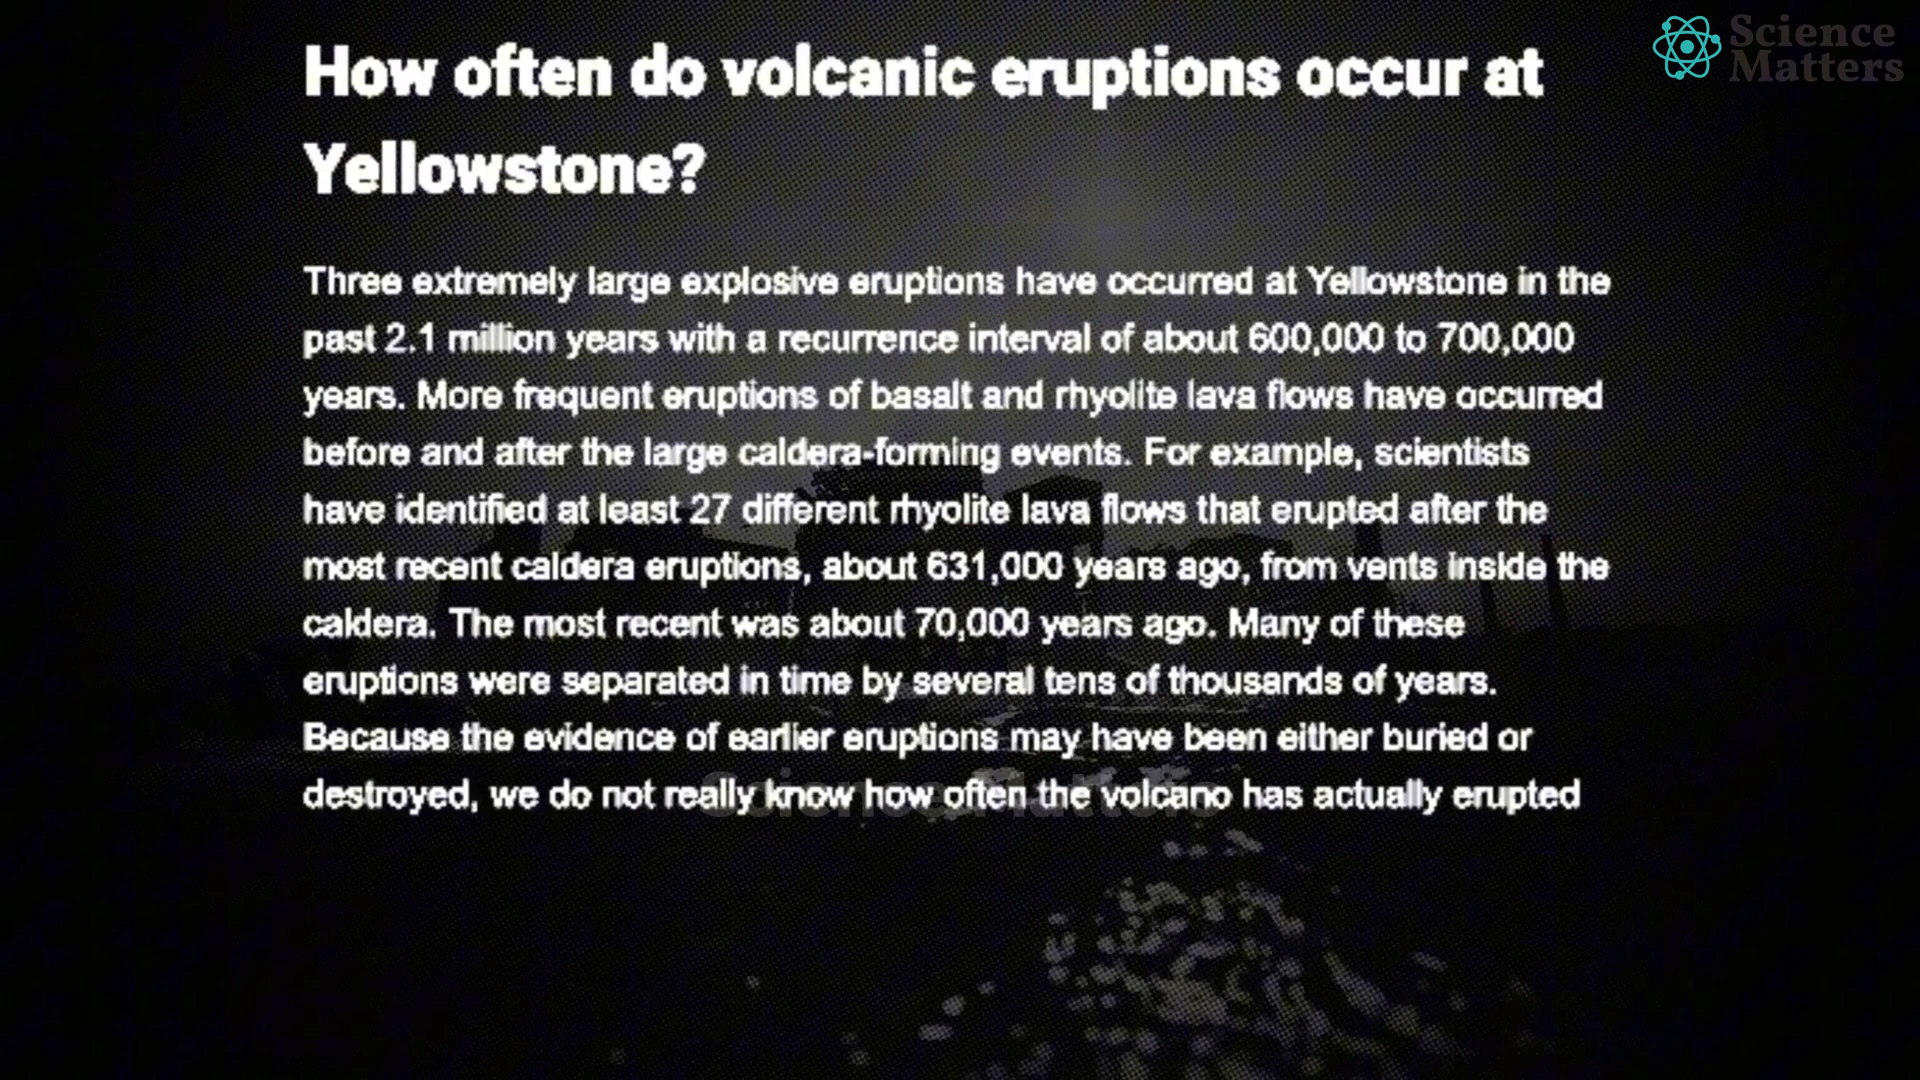 Science
Matters
How often do volcanic eruptions occur at
Yellowstone?
Three extremely large explosive eruptions have occurred at Yellowstone in the
past 2.1 million years with a recurrence interval of about 600,000 to 700,000
years. More frequent eruptions of basalt and rhyolite lava flows have occurred
before and after the large caldera-forming events. For example, scientists
have identified at least 27 different rhyolite lava flows that erupted after the
most recent caldera eruptions, about 631,000 years ago, from vents inside the
caldera. The most recent was about 70,000 years ago. Many of these
eruptions were separated in time by several tens of thousands of years.
Because the evidence of earlier eruptions may have been either buried or
destroyed, we do not really know how often the volcano has actually erupted
Science Matters